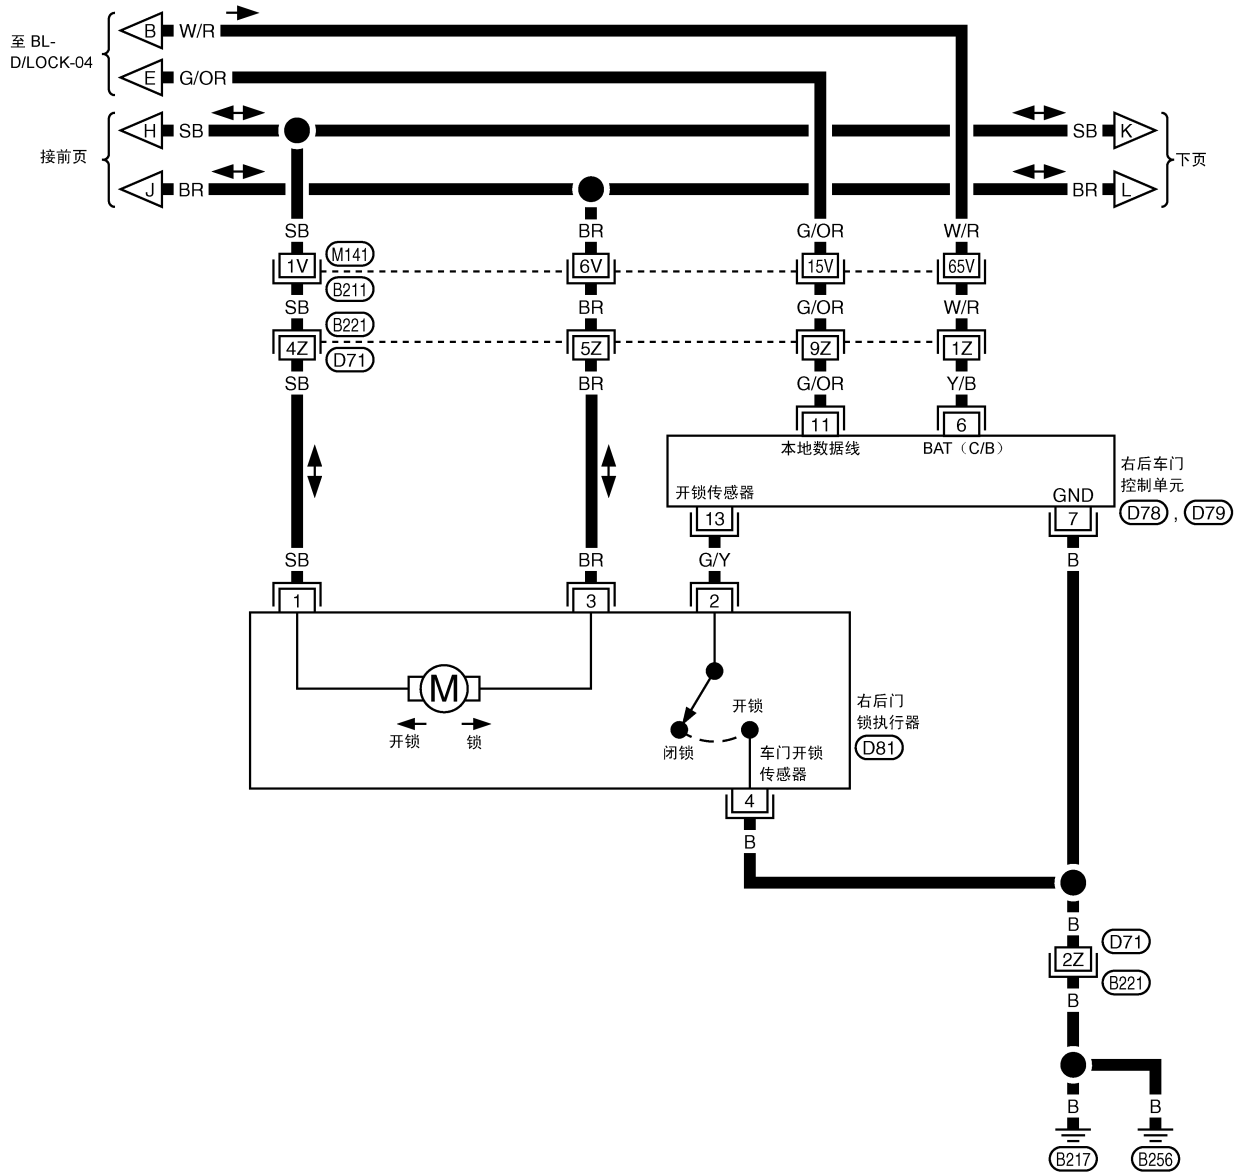 至 BL-
D/LOCK-04
B W/R
E G/OR
接前页
H SB
SB K
J BR
BR L
下页
SB BR G/OR W/R
1V M141 6V 15V 65V
B211
SB BR G/OR W/R
B221
4Z 5Z 9Z 1Z
D71
SB BR G/OR Y/B
11 6
本地数据线 BAT（C/B）
右后车门
控制单元
D78 , D79
开锁传感器 GND
13 7
SB BR G/Y B
1 3 2
M
开锁 锁
开锁
闭锁
车门开锁
传感器
右后门
锁执行器
D81
4
B
B
D71
2Z
B221
B
B B
B217 B256